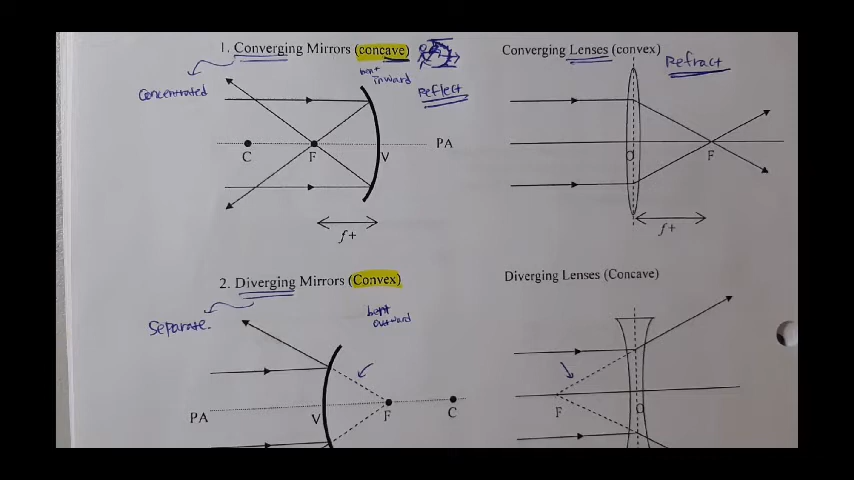 1. Converging Mirrors (concave)
Converging Lenses (convex)
bent
inward
Refract
Concentrated
Reflect
C
F
V
PA
O
F
f+
f+
2. Diverging Mirrors (Convex)
Diverging Lenses (Concave)
bent
outward
Separate.
PA
V
F
C
F
O